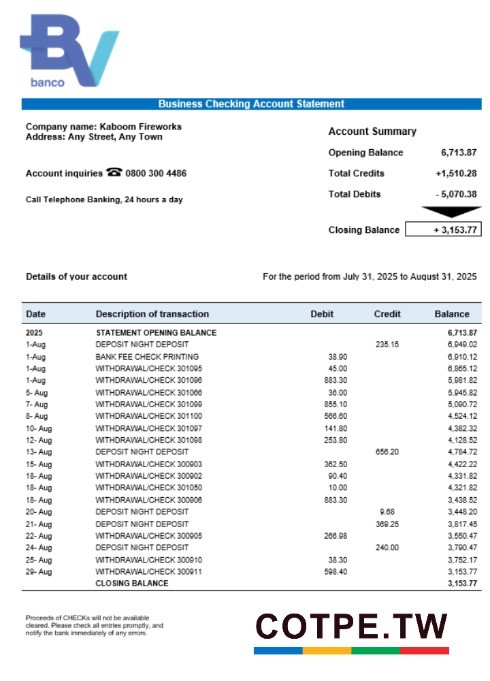 BV
banco
Business Checking Account Statement
Company name: Kaboom Fireworks
Address: Any Street, Any Town
Account inquiries ☎ 0800 300 4486
Call Telephone Banking, 24 hours a day
Account Summary
Opening Balance 6,713.87
Total Credits +1,510.28
Total Debits - 5,070.38
Closing Balance + 3,153.77
Details of your account For the period from July 31, 2025 to August 31, 2025
Date Description of transaction Debit Credit Balance
2025 STATEMENT OPENING BALANCE 6,713.87
1-Aug DEPOSIT NIGHT DEPOSIT 235.15 6,949.02
1-Aug BANK FEE CHECK PRINTING 38.90 6,910.12
1-Aug WITHDRAWAL/CHECK 301095 45.00 6,865.12
1-Aug WITHDRAWAL/CHECK 301096 883.30 5,981.82
5- Aug WITHDRAWAL/CHECK 301066 36.00 5,945.82
7- Aug WITHDRAWAL/CHECK 301099 855.10 5,090.72
8- Aug WITHDRAWAL/CHECK 301100 566.60 4,524.12
10- Aug WITHDRAWAL/CHECK 301097 141.80 4,382.32
12- Aug WITHDRAWAL/CHECK 301098 253.80 4,128.52
13- Aug DEPOSIT NIGHT DEPOSIT 656.20 4,784.72
15- Aug WITHDRAWAL/CHECK 300903 362.50 4,422.22
18- Aug WITHDRAWAL/CHECK 300902 90.40 4,331.82
18- Aug WITHDRAWAL/CHECK 301050 10.00 4,321.82
18- Aug WITHDRAWAL/CHECK 300906 883.30 3,438.52
20- Aug DEPOSIT NIGHT DEPOSIT 9.68 3,448.20
21- Aug DEPOSIT NIGHT DEPOSIT 369.25 3,817.45
22- Aug WITHDRAWAL/CHECK 300905 266.98 3,550.47
24- Aug DEPOSIT NIGHT DEPOSIT 240.00 3,790.47
25- Aug WITHDRAWAL/CHECK 300910 38.30 3,752.17
29- Aug WITHDRAWAL/CHECK 300911 598.40 3,153.77
CLOSING BALANCE 3,153.77
Proceeds of CHECKs will not be available
cleared. Please check all entries promptly, and
notify the bank immediately of any errors.
COTPE.TW